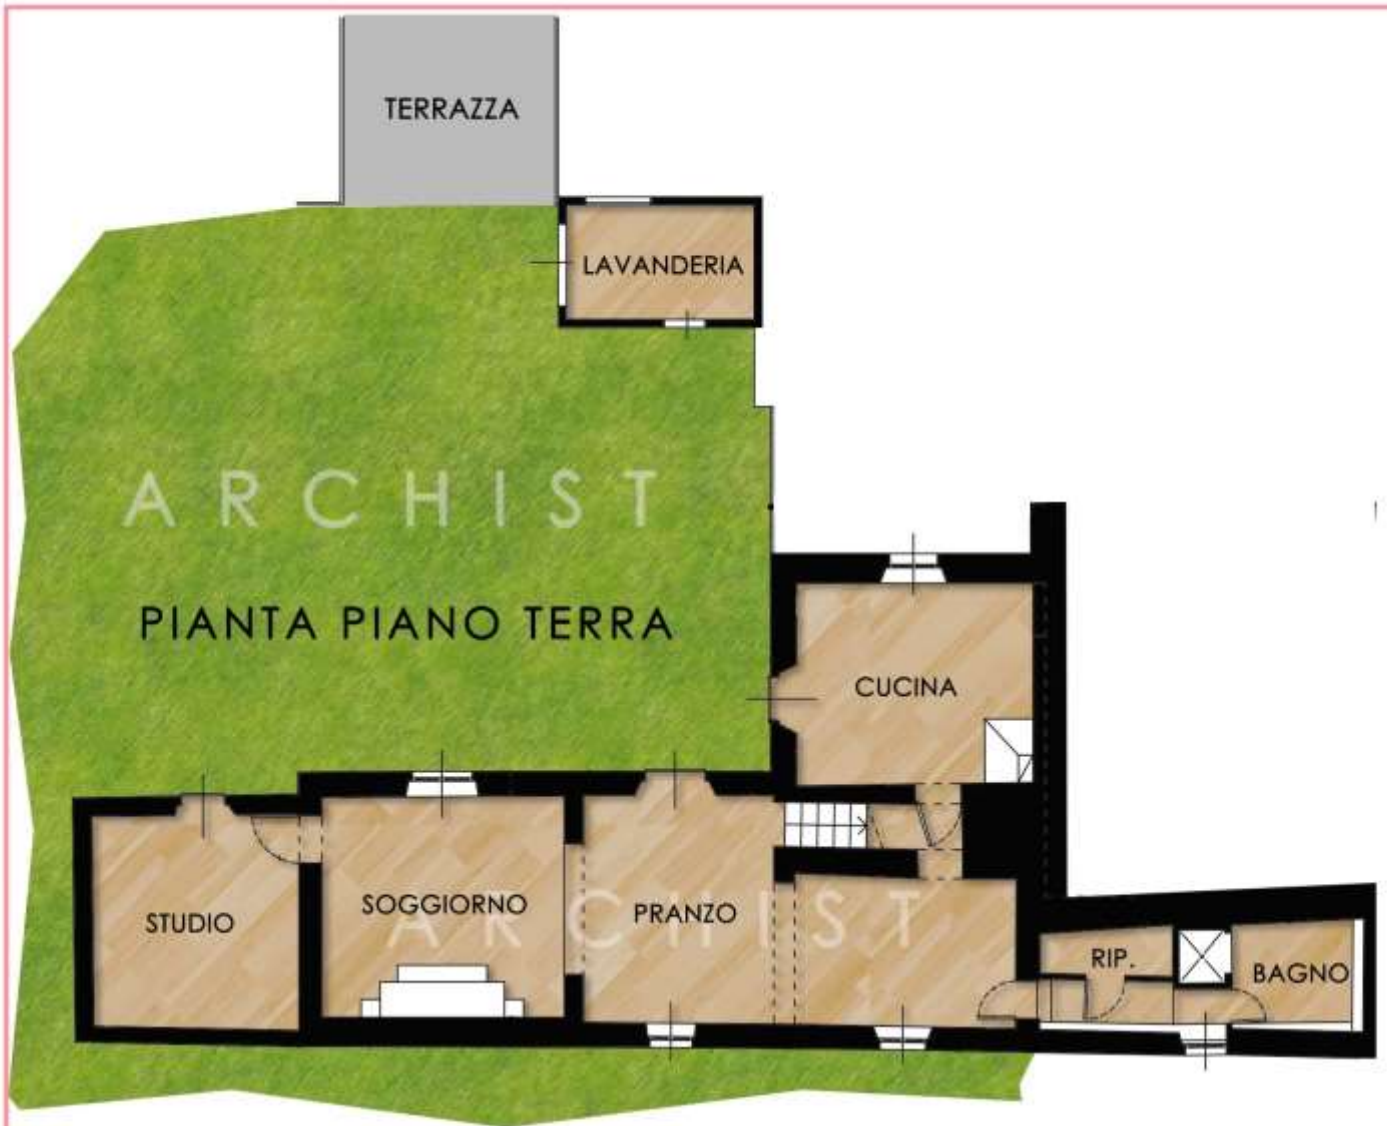 TERRAZZA
LAVANDERIA
ARCHIST
PIANTA PIANO TERRA
CUCINA
STUDIO
SOGGIORNO
PRANZO
ARCHIST
RIP.
BAGNO